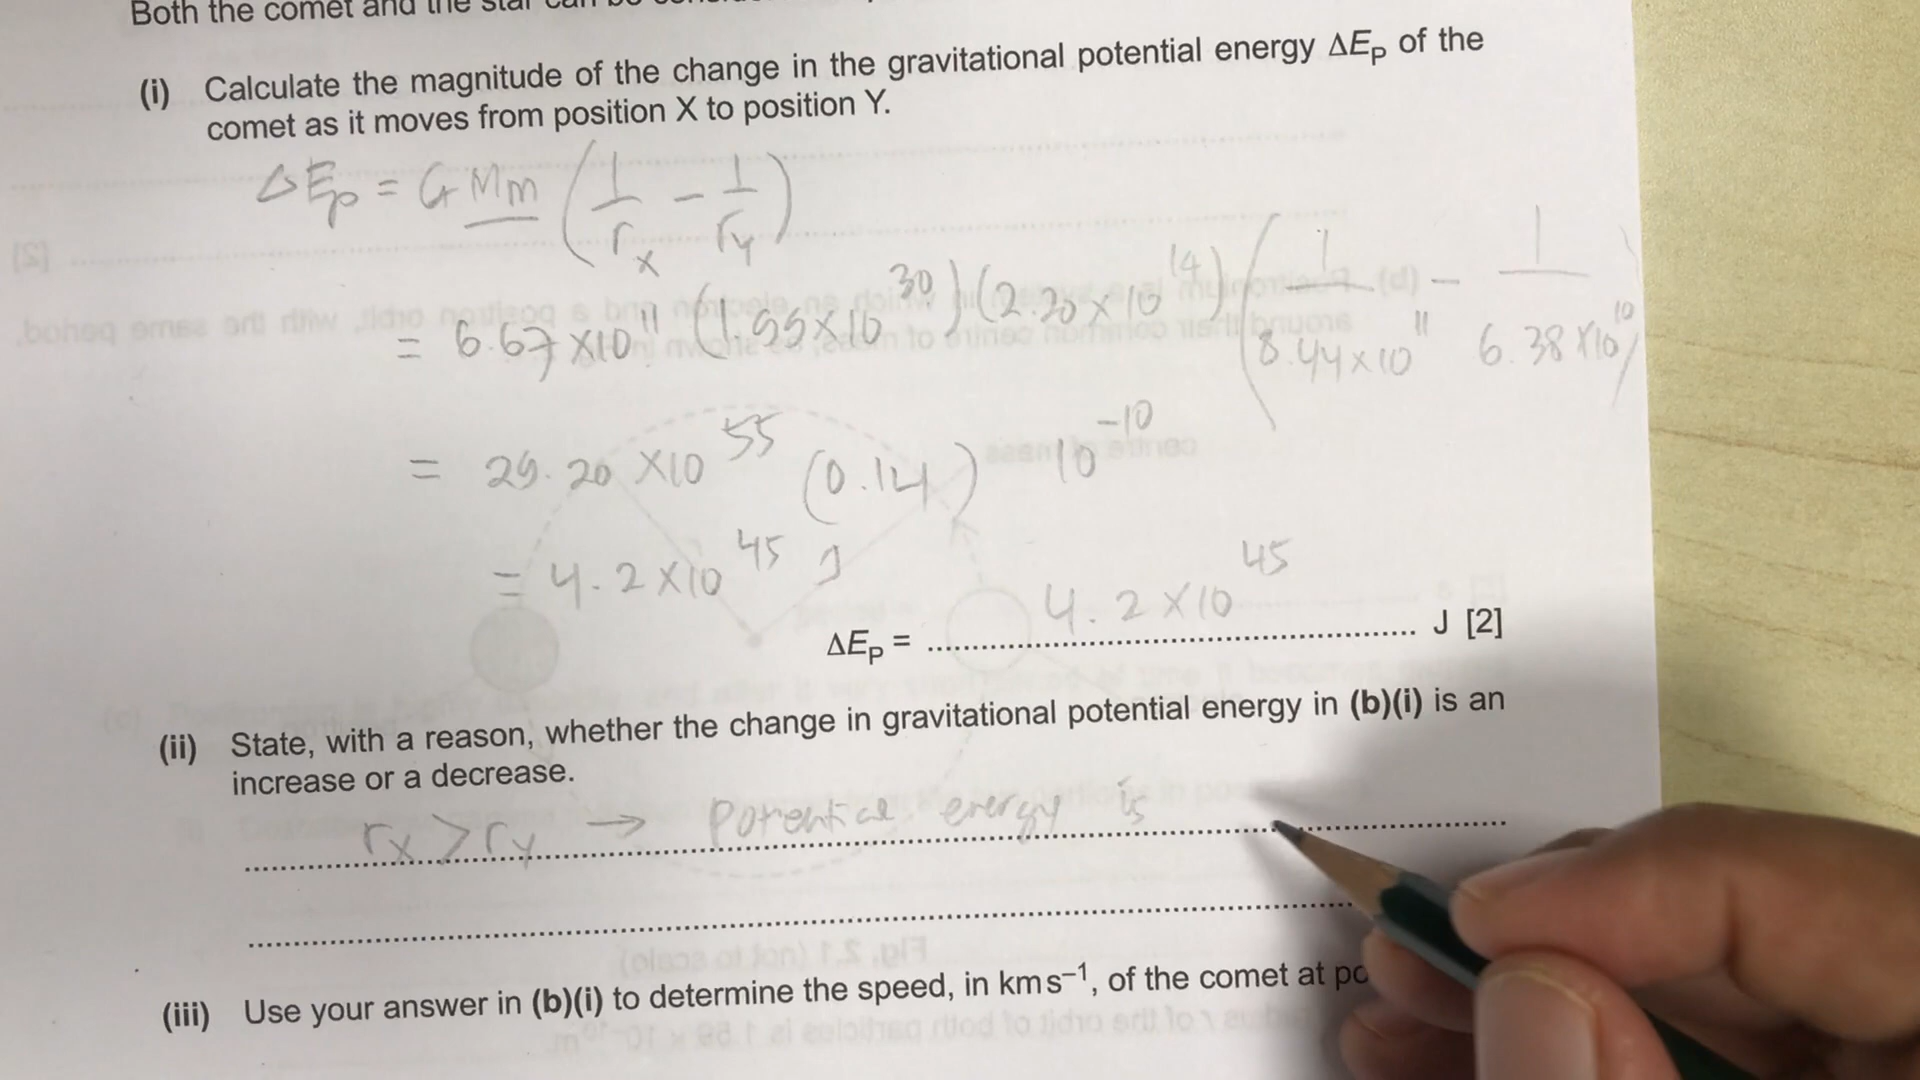 Both the comet and the star can be
(i) Calculate the magnitude of the change in the gravitational potential energy ΔEp of the
comet as it moves from position X to position Y.
ΔEp = GMm (1/rx − 1/ry)
= 6.67 × 10^11 (1.99 × 10^30)(2.20 × 10^14) (1/8.44 × 10^11 − 1/6.38 × 10^10)
= 29.20 × 10^55 (0.14) 10^-10
= 4.2 × 10^45 J
ΔEp = 4.2 × 10^45 J [2]
(ii) State, with a reason, whether the change in gravitational potential energy in (b)(i) is an
increase or a decrease.
rx > ry → Potential energy is
(iii) Use your answer in (b)(i) to determine the speed, in km s−1, of the comet at